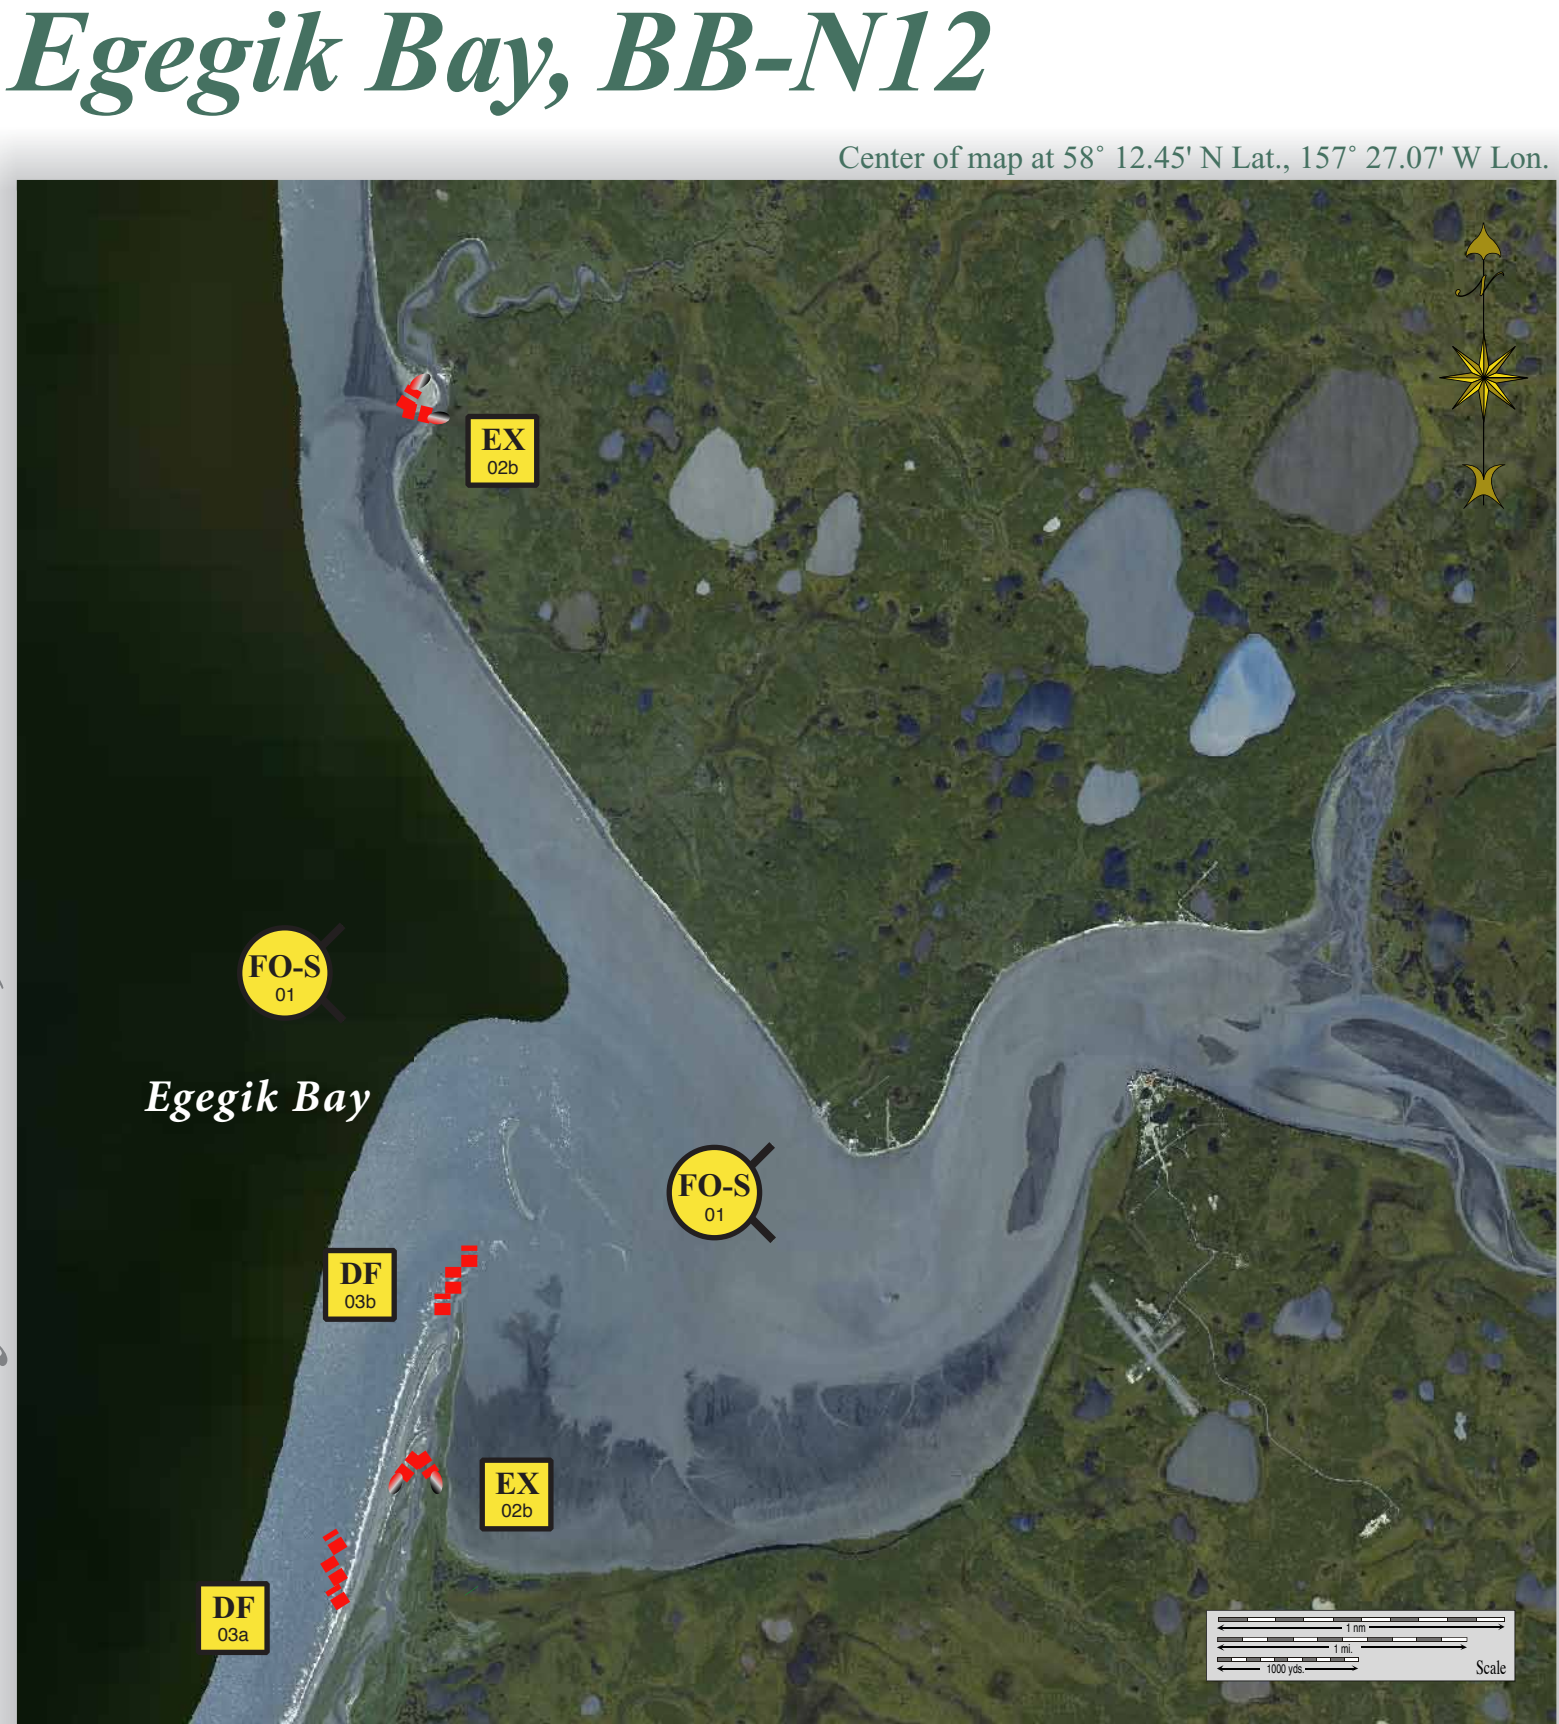 Egegik Bay, BB-N12
Center of map at 58˚ 12.45' N Lat., 157˚ 27.07' W Lon.
N
EX
02b
FO-S
01
Egegik Bay
FO-S
01
DF
03b
EX
02b
DF
03a
1 nm
1 mi.
1000 yds.
Scale